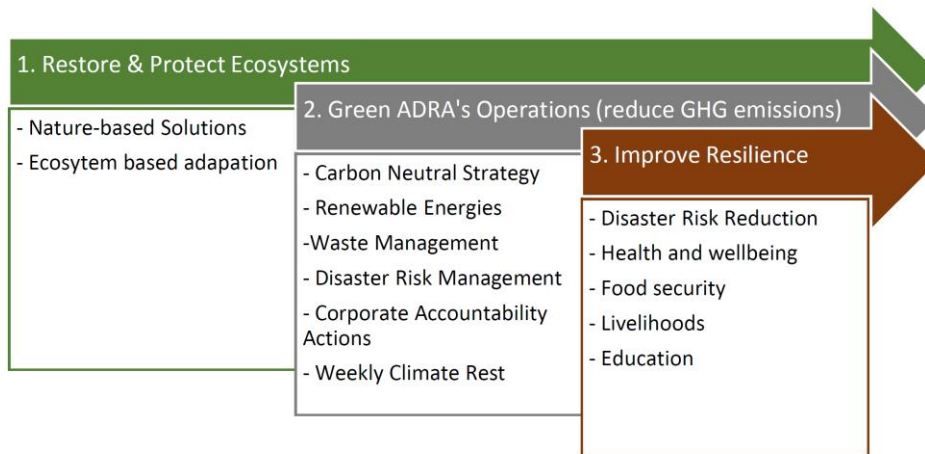 1. Restore & Protect Ecosystems
- Nature-based Solutions
- Ecosytem based adapation
2. Green ADRA's Operations (reduce GHG emissions)
- Carbon Neutral Strategy
- Renewable Energies
-Waste Management
- Disaster Risk Management
- Corporate Accountability
Actions
- Weekly Climate Rest
3. Improve Resilience
- Disaster Risk Reduction
- Health and wellbeing
- Food security
- Livelihoods
- Education